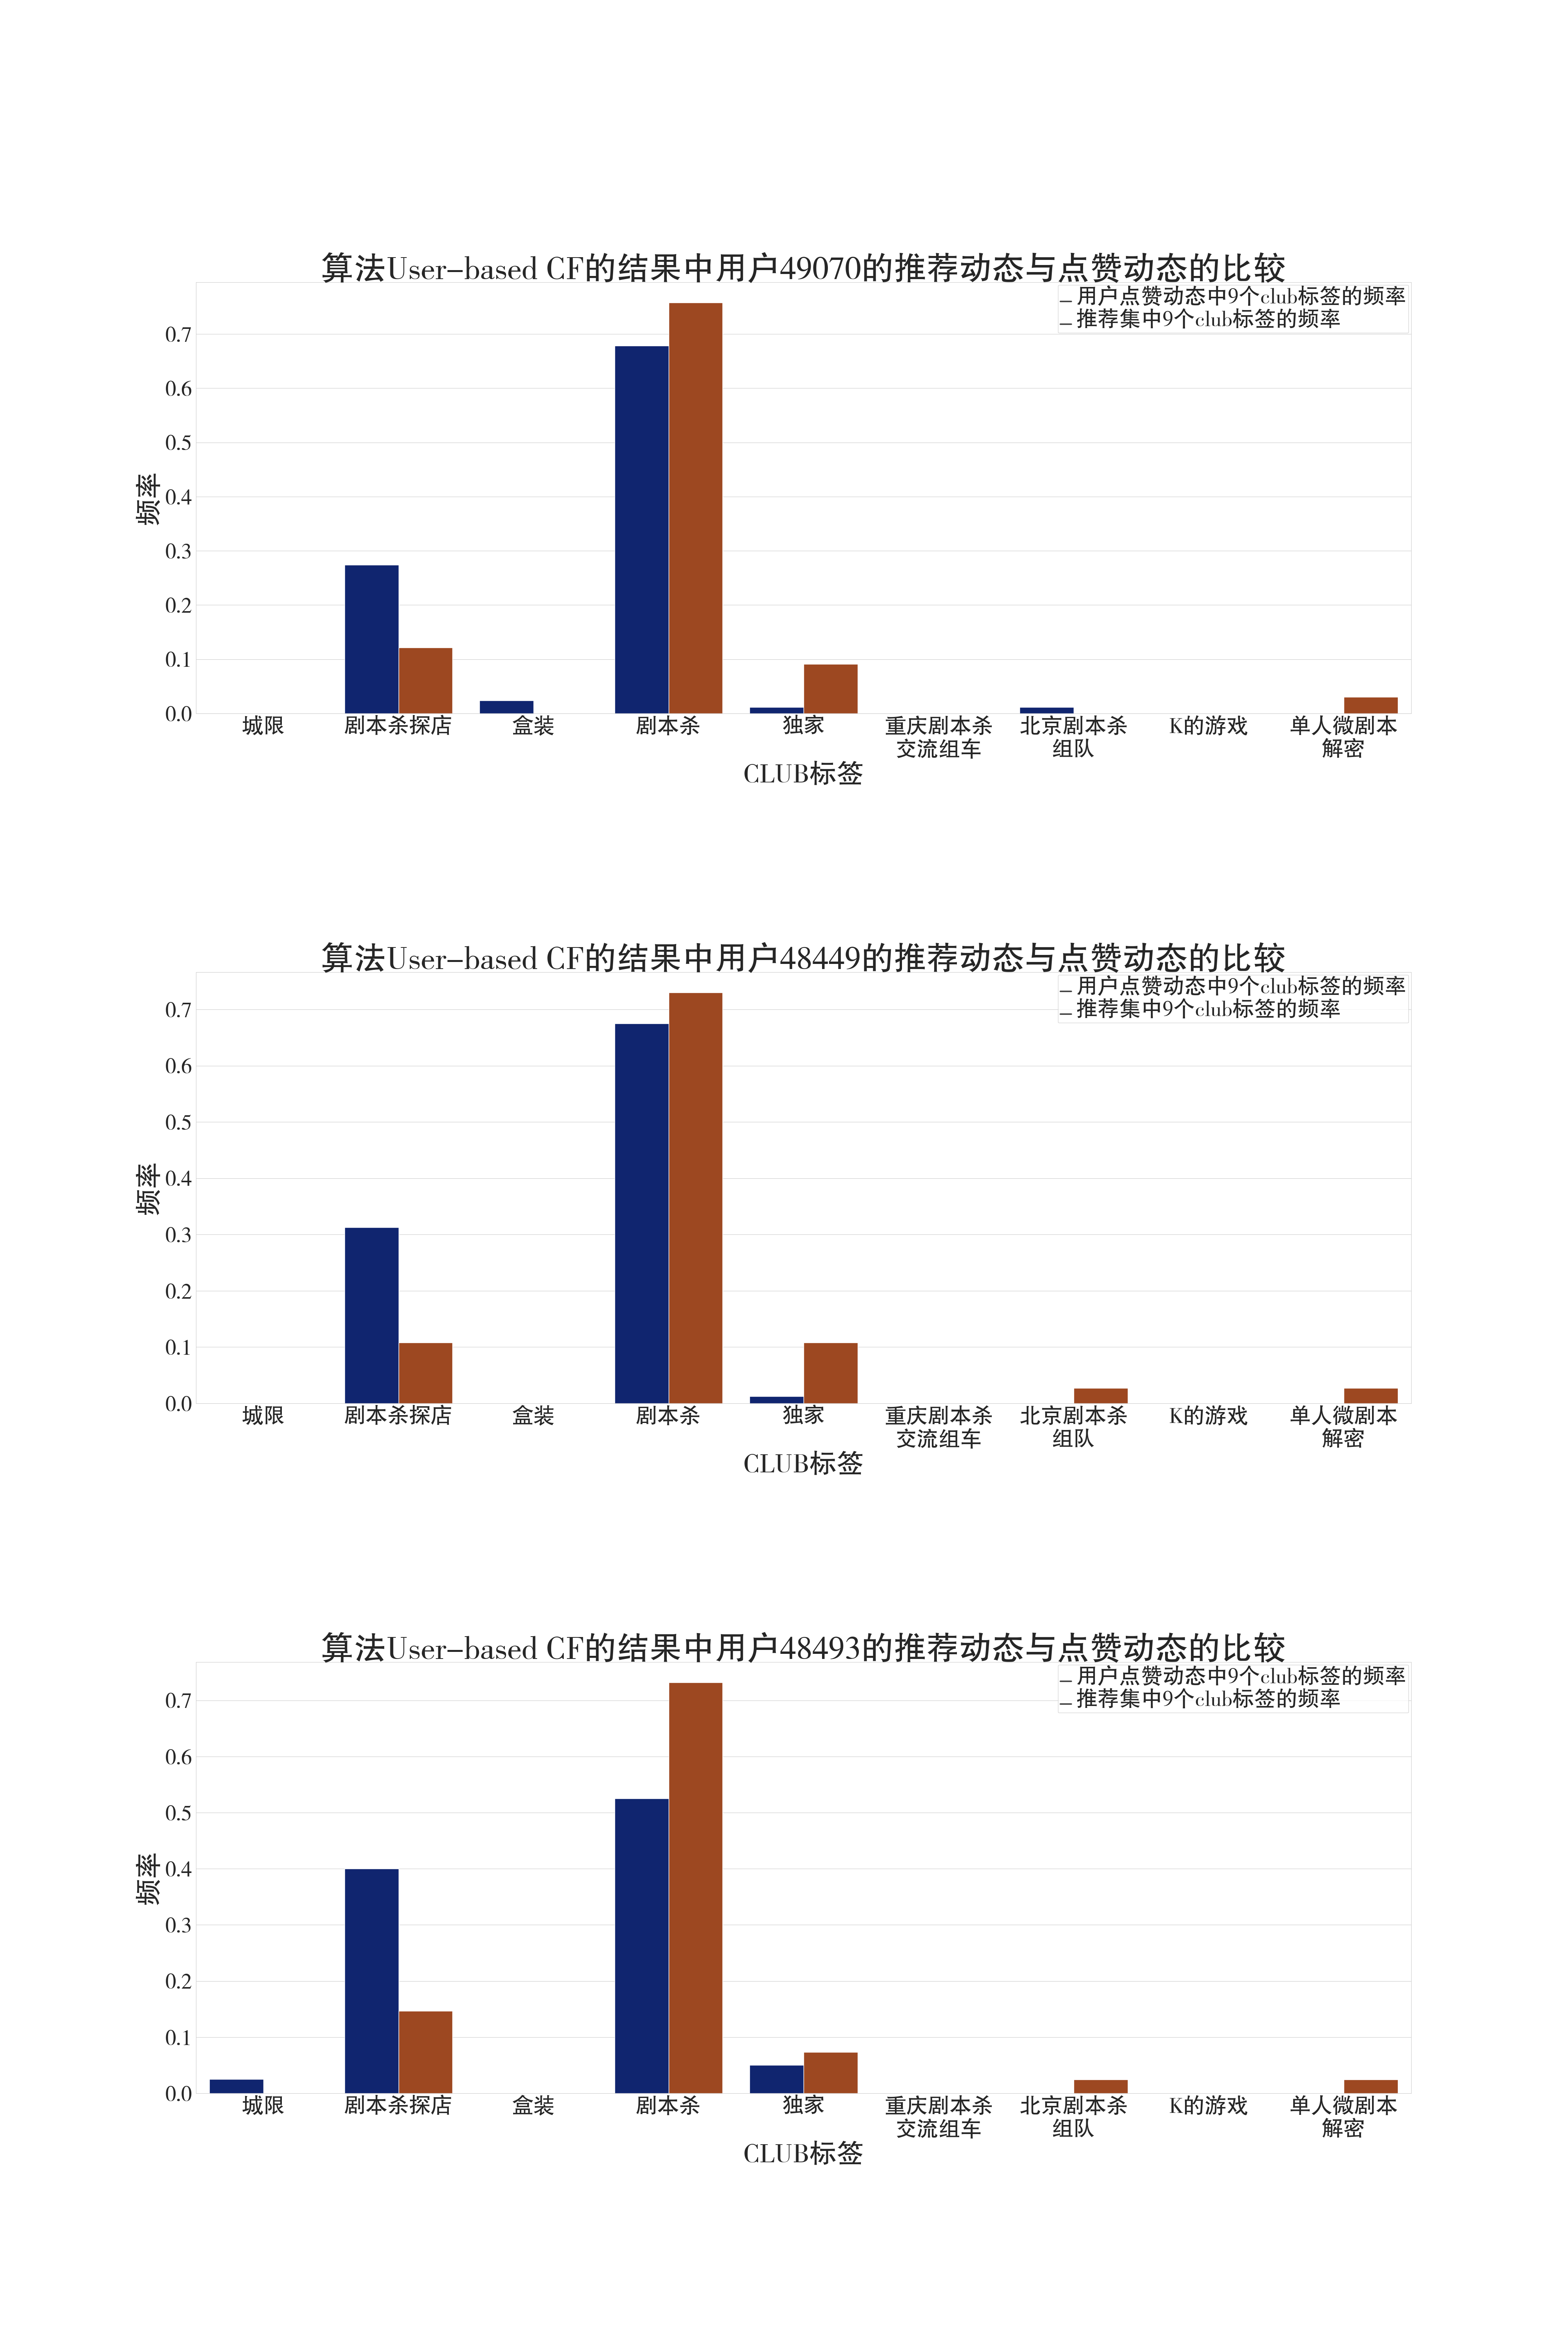 算法User-based CF的结果中用户49070的推荐动态与点赞动态的比较
用户点赞动态中9个club标签的频率
推荐集中9个club标签的频率
0.7
0.6
0.5
0.4
0.3
0.2
0.1
0.0
频率
城限 剧本杀探店 盒装 剧本杀 独家 重庆剧本杀 北京剧本杀 K的游戏 单人微剧本
交流组车 组队 解密
CLUB标签
算法User-based CF的结果中用户48449的推荐动态与点赞动态的比较
用户点赞动态中9个club标签的频率
推荐集中9个club标签的频率
0.7
0.6
0.5
0.4
0.3
0.2
0.1
0.0
频率
城限 剧本杀探店 盒装 剧本杀 独家 重庆剧本杀 北京剧本杀 K的游戏 单人微剧本
交流组车 组队 解密
CLUB标签
算法User-based CF的结果中用户48493的推荐动态与点赞动态的比较
用户点赞动态中9个club标签的频率
推荐集中9个club标签的频率
0.7
0.6
0.5
0.4
0.3
0.2
0.1
0.0
频率
城限 剧本杀探店 盒装 剧本杀 独家 重庆剧本杀 北京剧本杀 K的游戏 单人微剧本
交流组车 组队 解密
CLUB标签